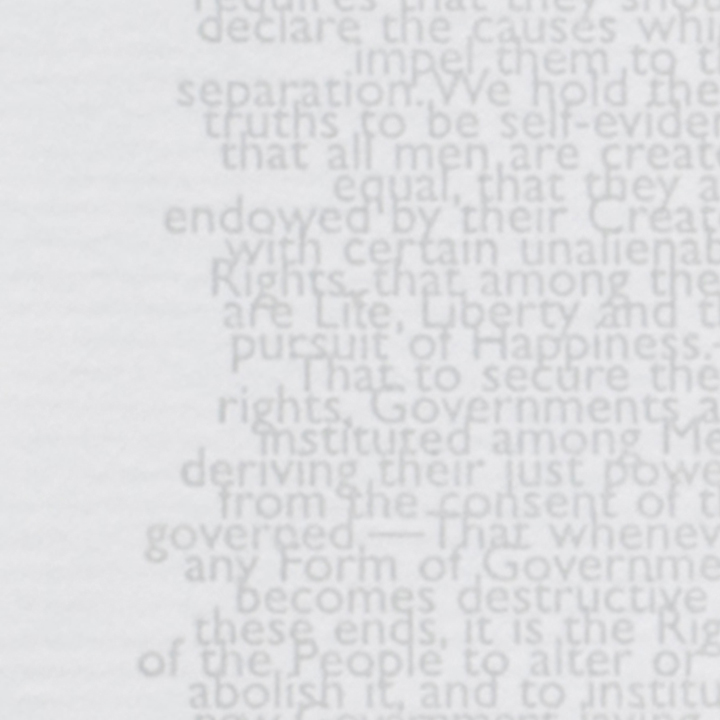 requires that they shou
declare the causes whi
impel them to t
separation. We hold the
truths to be self-eviden
that all men are create
equal, that they a
endowed by their Creat
with certain unalienab
Rights, that among the
are Life, Liberty and t
pursuit of Happiness.
That to secure the
rights, Governments a
instituted among Me
deriving their just powe
from the consent of t
governed — That whenev
any Form of Governme
becomes destructive
these ends, it is the Rig
of the People to alter or
abolish it, and to institu
new Government,